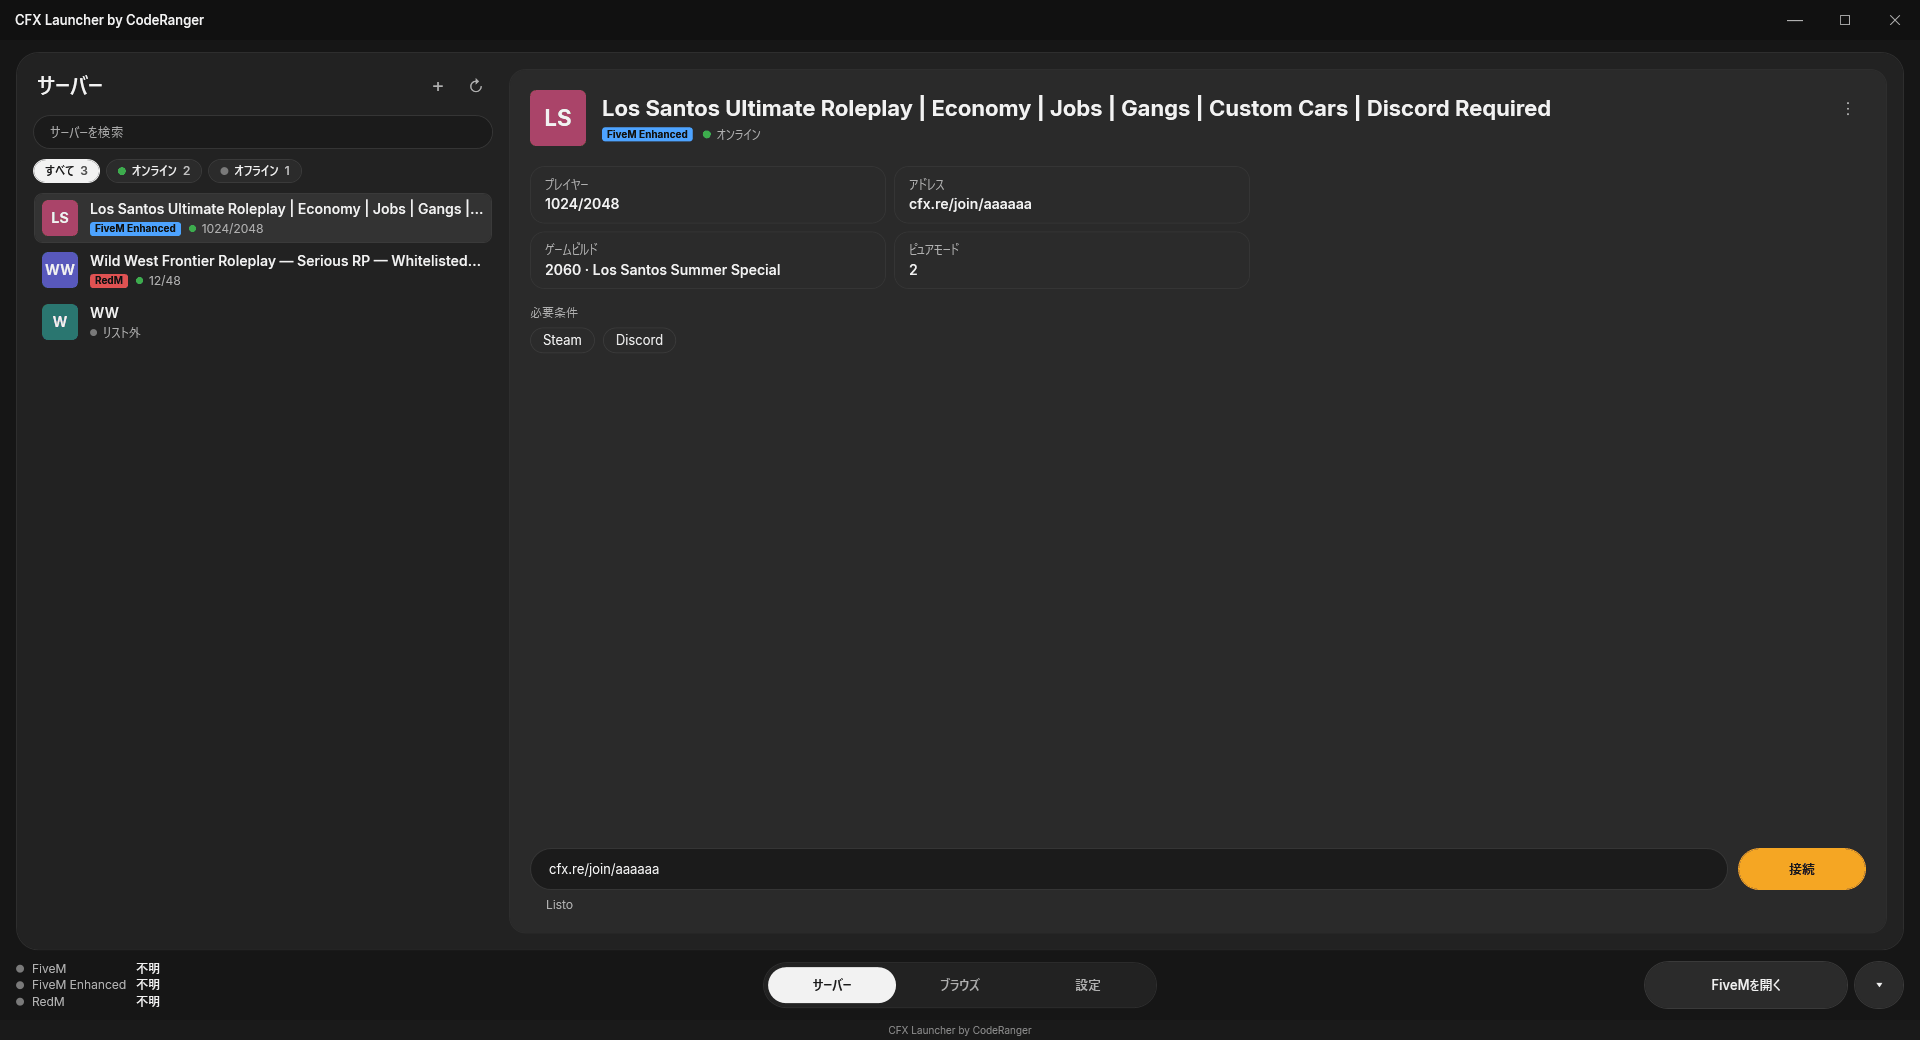 CFX Launcher by CodeRanger
サーバー
サーバーを検索
すべて 3
オンライン 2
オフライン 1
LS
Los Santos Ultimate Roleplay | Economy | Jobs | Gangs |...
FiveM Enhanced
1024/2048
WW
Wild West Frontier Roleplay — Serious RP — Whitelisted...
RedM
12/48
W
WW
リスト外
LS
Los Santos Ultimate Roleplay | Economy | Jobs | Gangs | Custom Cars | Discord Required
FiveM Enhanced
オンライン
プレイヤー
1024/2048
アドレス
cfx.re/join/aaaaaa
ゲームビルド
2060 · Los Santos Summer Special
ピュアモード
2
必要条件
Steam
Discord
cfx.re/join/aaaaaa
接続
Listo
FiveM 不明
FiveM Enhanced 不明
RedM 不明
サーバー
ブラウズ
設定
FiveMを開く
CFX Launcher by CodeRanger